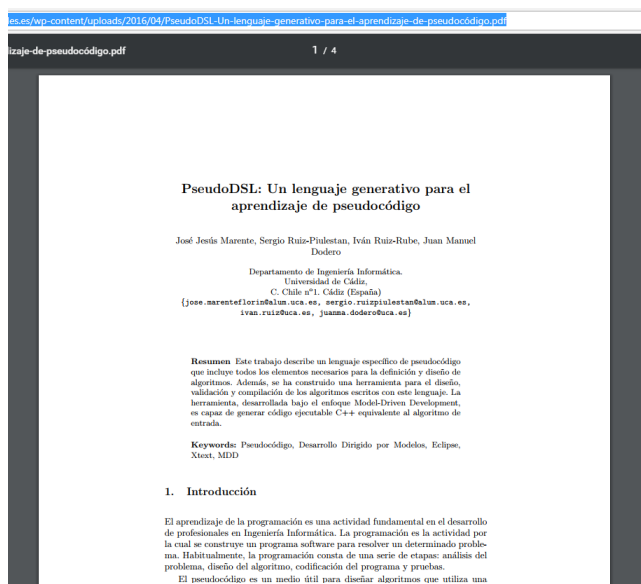 les.es/wp-content/uploads/2016/04/PseudoDSL-Un-lenguaje-generativo-para-el-aprendizaje-de-pseudocódigo.pdf
izaje-de-pseudocódigo.pdf
1 / 4
PseudoDSL: Un lenguaje generativo para el
aprendizaje de pseudocódigo
José Jesús Marente, Sergio Ruiz-Piulestan, Iván Ruiz-Rube, Juan Manuel
Dodero
Departamento de Ingeniería Informática.
Universidad de Cádiz,
C. Chile nº1. Cádiz (España)
{jose.marenteflorin@alum.uca.es, sergio.ruizpiulestan@alum.uca.es,
ivan.ruiz@uca.es, juanma.dodero@uca.es}
Resumen Este trabajo describe un lenguaje específico de pseudocódigo
que incluye todos los elementos necesarios para la definición y diseño de
algoritmos. Además, se ha construido una herramienta para el diseño,
validación y compilación de los algoritmos escritos con este lenguaje. La
herramienta, desarrollada bajo el enfoque Model-Driven Development,
es capaz de generar código ejecutable C++ equivalente al algoritmo de
entrada.
Keywords: Pseudocódigo, Desarrollo Dirigido por Modelos, Eclipse,
Xtext, MDD
1. Introducción
El aprendizaje de la programación es una actividad fundamental en el desarrollo
de profesionales en Ingeniería Informática. La programación es la actividad por
la cual se construye un programa software para resolver un determinado proble-
ma. Habitualmente, la programación consta de una serie de etapas: análisis del
problema, diseño del algoritmo, codificación del programa y pruebas.
El pseudocódigo es un medio útil para diseñar algoritmos que utiliza una